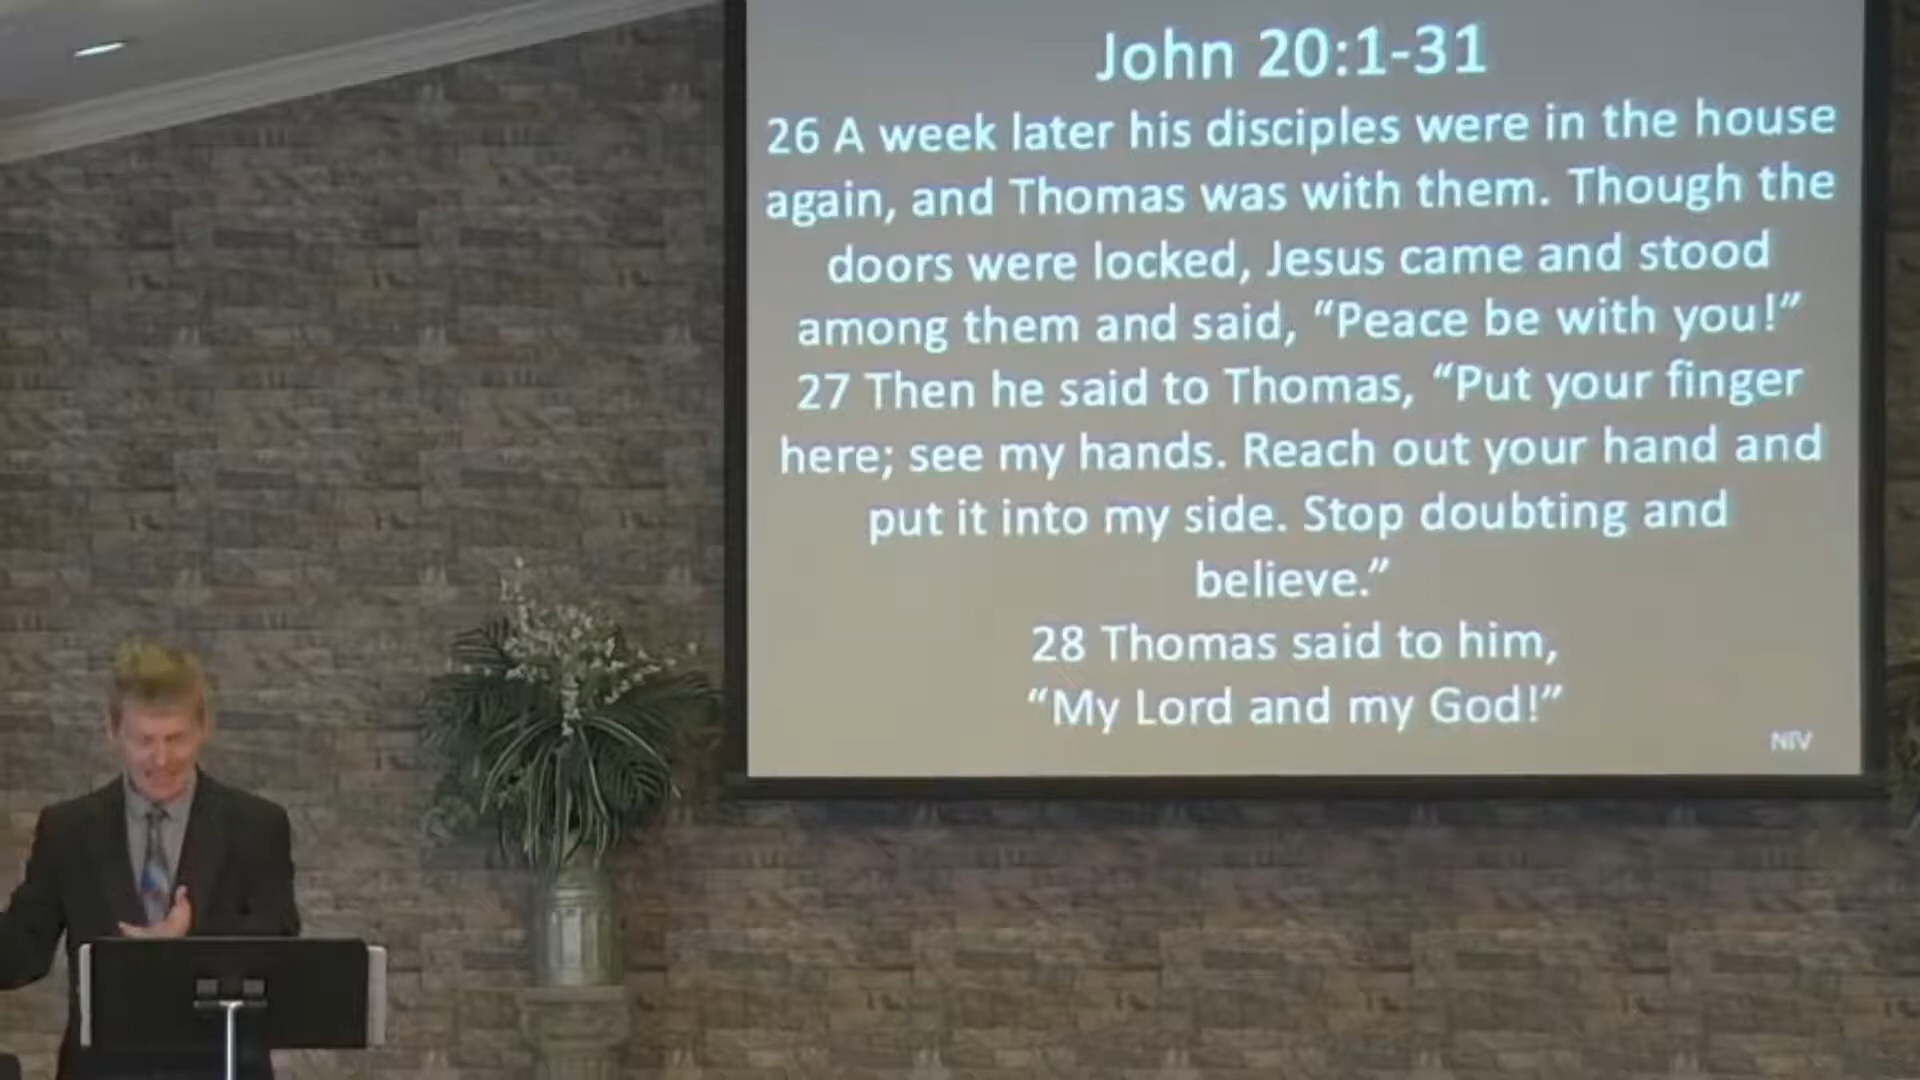 John 20:1-31
26 A week later his disciples were in the house
again, and Thomas was with them. Though the
doors were locked, Jesus came and stood
among them and said, “Peace be with you!”
27 Then he said to Thomas, “Put your finger
here; see my hands. Reach out your hand and
put it into my side. Stop doubting and
believe.”
28 Thomas said to him,
“My Lord and my God!”
NIV